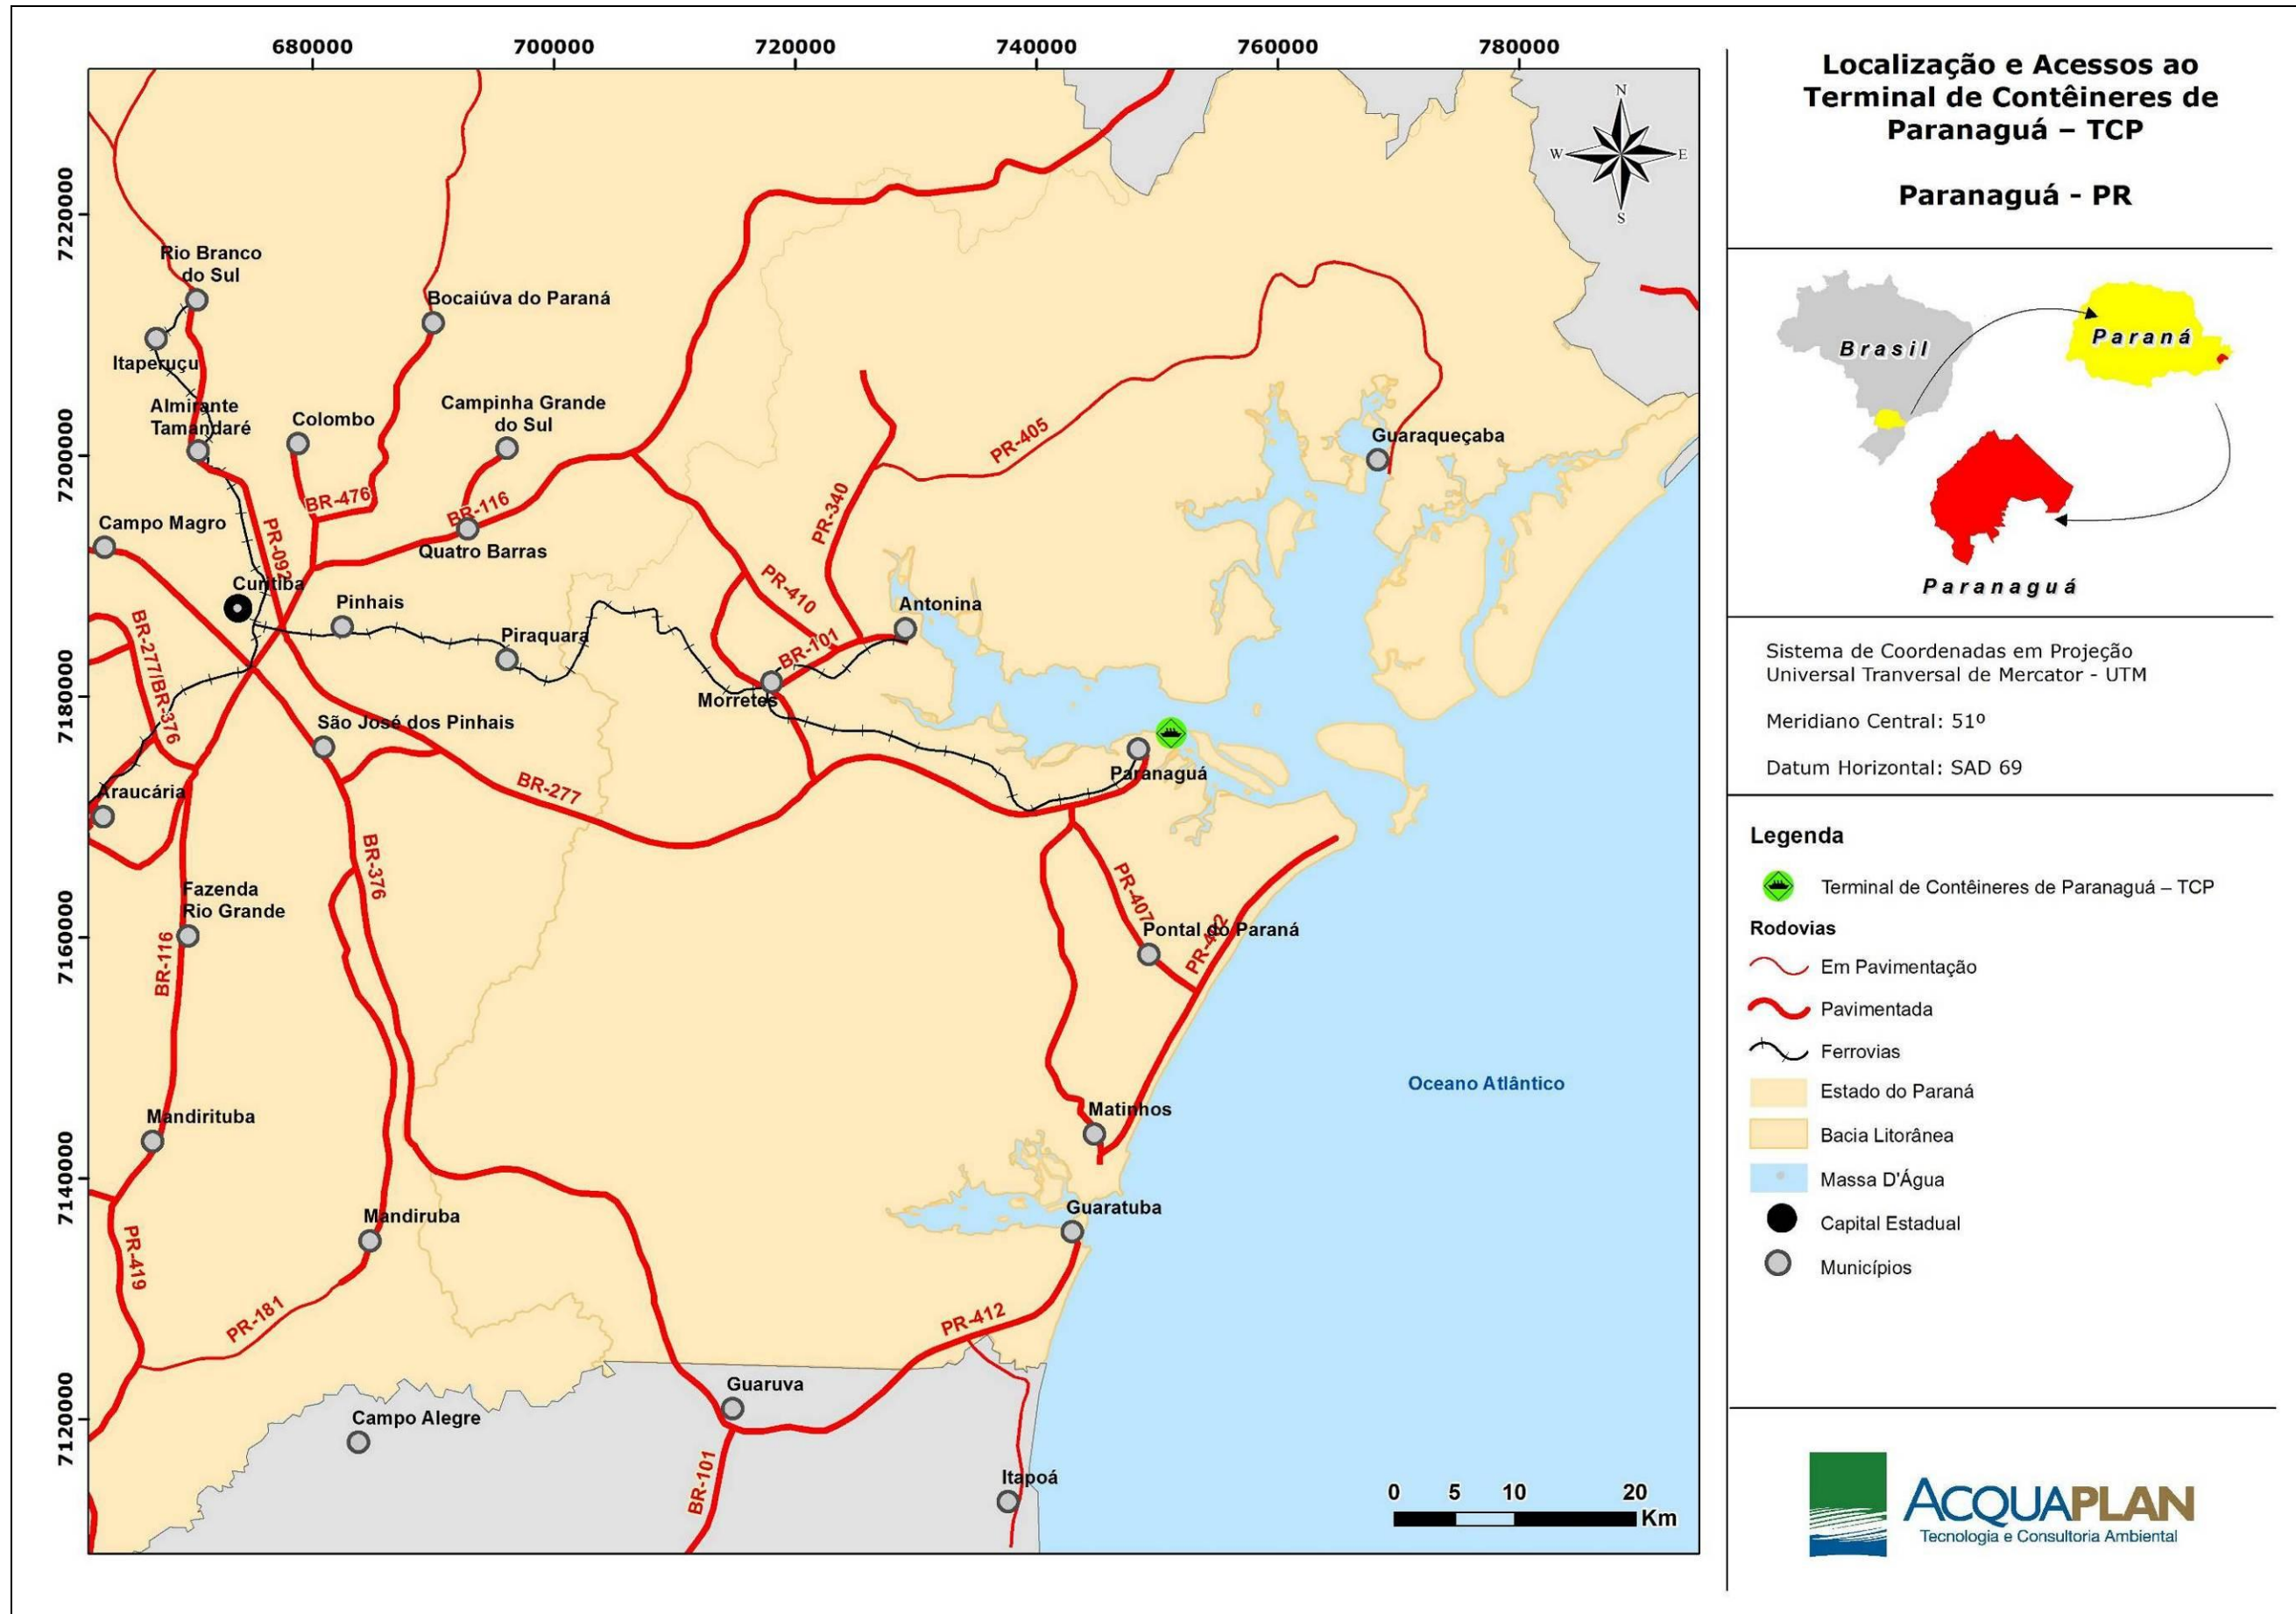 680000
700000
720000
740000
760000
780000
7220000
7200000
7180000
7160000
7140000
7120000
N
W
E
S
Rio Branco
do Sul
Bocaiúva do Paraná
Itaperuçu
Almirante
Tamandaré
Colombo
Campinha Grande
do Sul
BR-476
BR-116
PR-405
Guaraqueçaba
Campo Magro
PR-092
Quatro Barras
PR-340
Curitiba
Pinhais
PR-410
Antonina
BR-277/BR-376
Piraquara
BR-101
Morretes
São José dos Pinhais
BR-277
Paranaguá
Araucária
BR-376
Fazenda
Rio Grande
PR-407
Pontal do Paraná
BR-116
Oceano Atlântico
Mandirituba
Matinhos
Mandiruba
Guaratuba
PR-419
PR-181
PR-412
Guaruva
Campo Alegre
BR-101
Itapoá
0
5
10
20
Km
Localização e Acessos ao
Terminal de Contêineres de
Paranaguá – TCP
Paranaguá - PR
Brasil
Paraná
Paranaguá
Sistema de Coordenadas em Projeção
Universal Tranversal de Mercator - UTM
Meridiano Central: 51º
Datum Horizontal: SAD 69
Legenda
Terminal de Contêineres de Paranaguá – TCP
Rodovias
Em Pavimentação
Pavimentada
Ferrovias
Estado do Paraná
Bacia Litorânea
Massa D'Água
Capital Estadual
Municípios
ACQUAPLAN
Tecnologia e Consultoria Ambiental